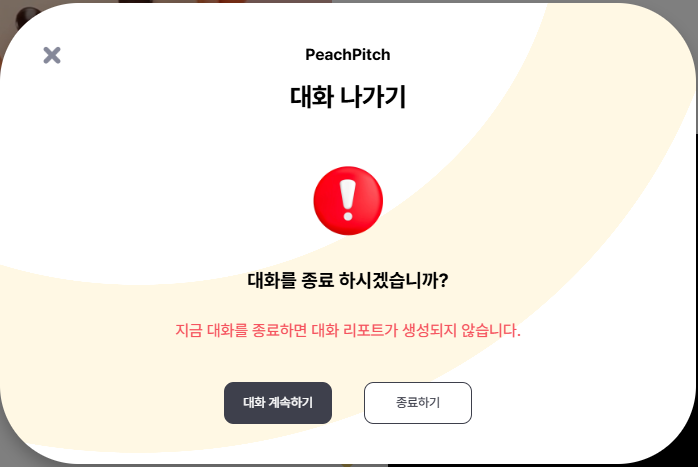 PeachPitch
대화 나가기
대화를 종료 하시겠습니까?
지금 대화를 종료하면 대화 리포트가 생성되지 않습니다.
대화 계속하기
종료하기